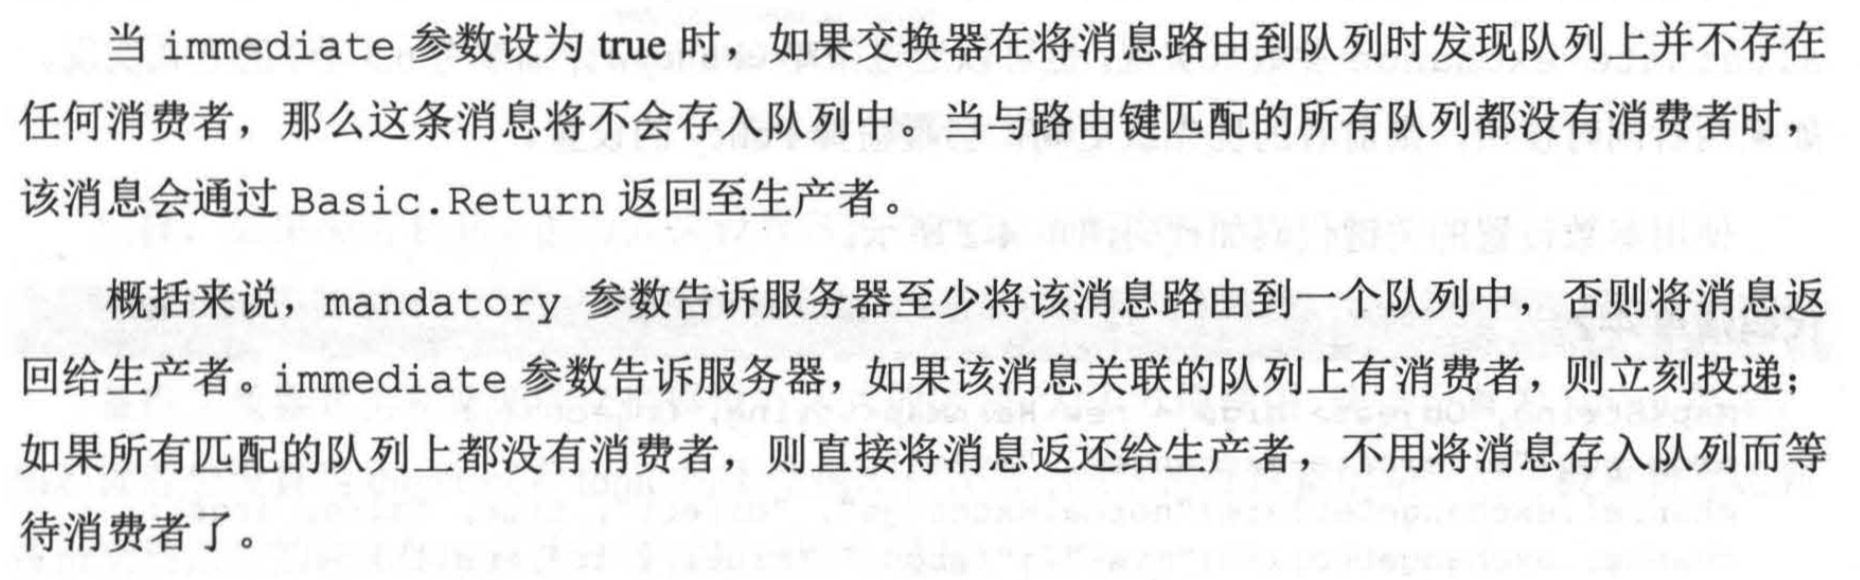 当 immediate 参数设为 true 时，如果交换器在将消息路由到队列时发现队列上并不存在
任何消费者，那么这条消息将不会存入队列中。当与路由键匹配的所有队列都没有消费者时，
该消息会通过 Basic.Return 返回至生产者。
概括来说，mandatory 参数告诉服务器至少将该消息路由到一个队列中，否则将消息返
回给生产者。immediate 参数告诉服务器，如果该消息关联的队列上有消费者，则立刻投递；
如果所有匹配的队列上都没有消费者，则直接将消息返还给生产者，不用将消息存入队列而等
待消费者了。